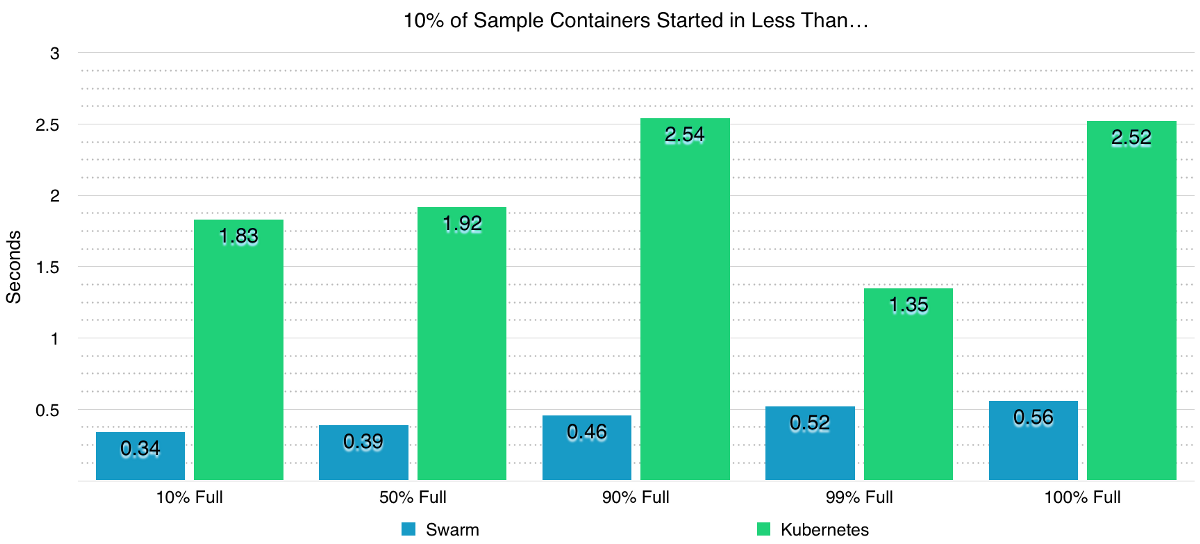 10% of Sample Containers Started in Less Than…
3
2.5
2
1.5
1
0.5
Seconds
0.34
1.83
0.39
1.92
0.46
2.54
0.52
1.35
0.56
2.52
10% Full
50% Full
90% Full
99% Full
100% Full
Swarm
Kubernetes